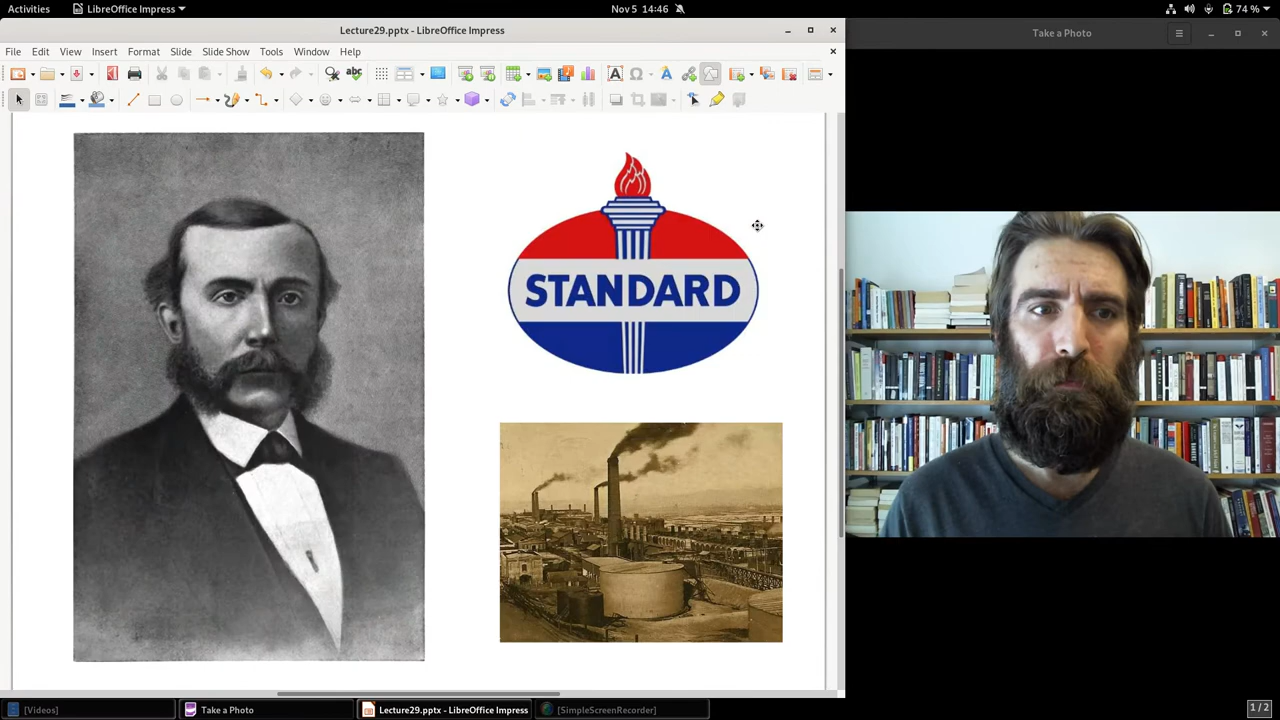 Activities
LibreOffice Impress
Nov 5 14:46
74 %
Lecture29.pptx - LibreOffice Impress
Take a Photo
File Edit View Insert Format Slide Slide Show Tools Window Help
STANDARD
[Videos]
Take a Photo
Lecture29.pptx - LibreOffice Impress
[SimpleScreenRecorder]
1 / 2